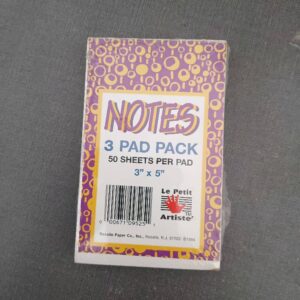 NOTES
3 PAD PACK
50 SHEETS PER PAD
3" x 5"
Le Petit
Artiste